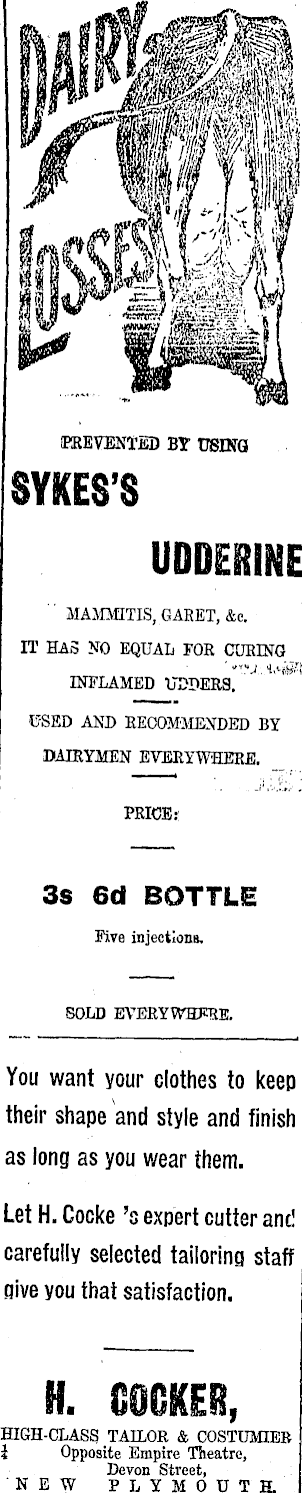 DAIRY
LOSSES
PREVENTED BY USING
SYKES'S
UDDERINE
MAMMITIS, GARET, &c.
IT HAS NO EQUAL FOR CURING
INFLAMED UDDERS.
USED AND RECOMMENDED BY
DAIRYMEN EVERYWHERE.
PRICE:
3s 6d BOTTLE
Five injections.
SOLD EVERYWHERE.
You want your clothes to keep
their shape and style and finish
as long as you wear them.
Let H. Cocke 's expert cutter and
carefully selected tailoring staff
give you that satisfaction.
H. COCKER,
HIGH-CLASS TAILOR & COSTUMIER
Opposite Empire Theatre,
Devon Street,
NEW PLYMOUTH.